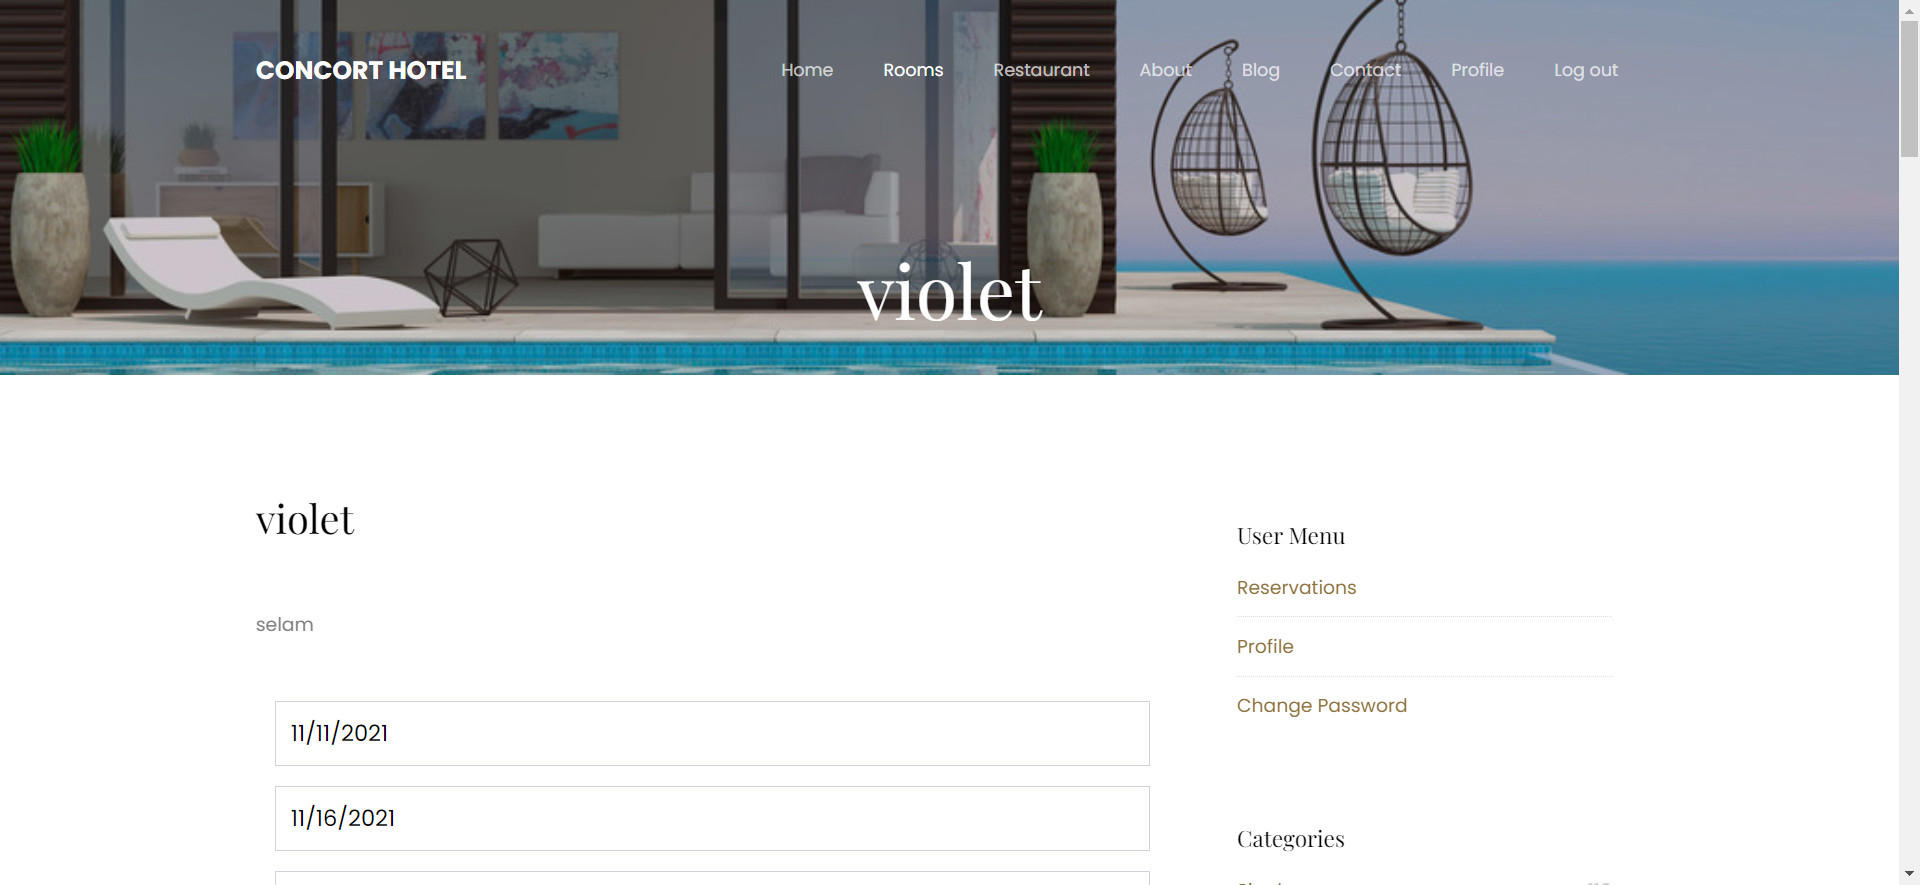 CONCORT HOTEL
Home Rooms Restaurant About Blog Contact Profile Log out
violet
violet
selam
11/11/2021
11/16/2021
User Menu
Reservations
Profile
Change Password
Categories